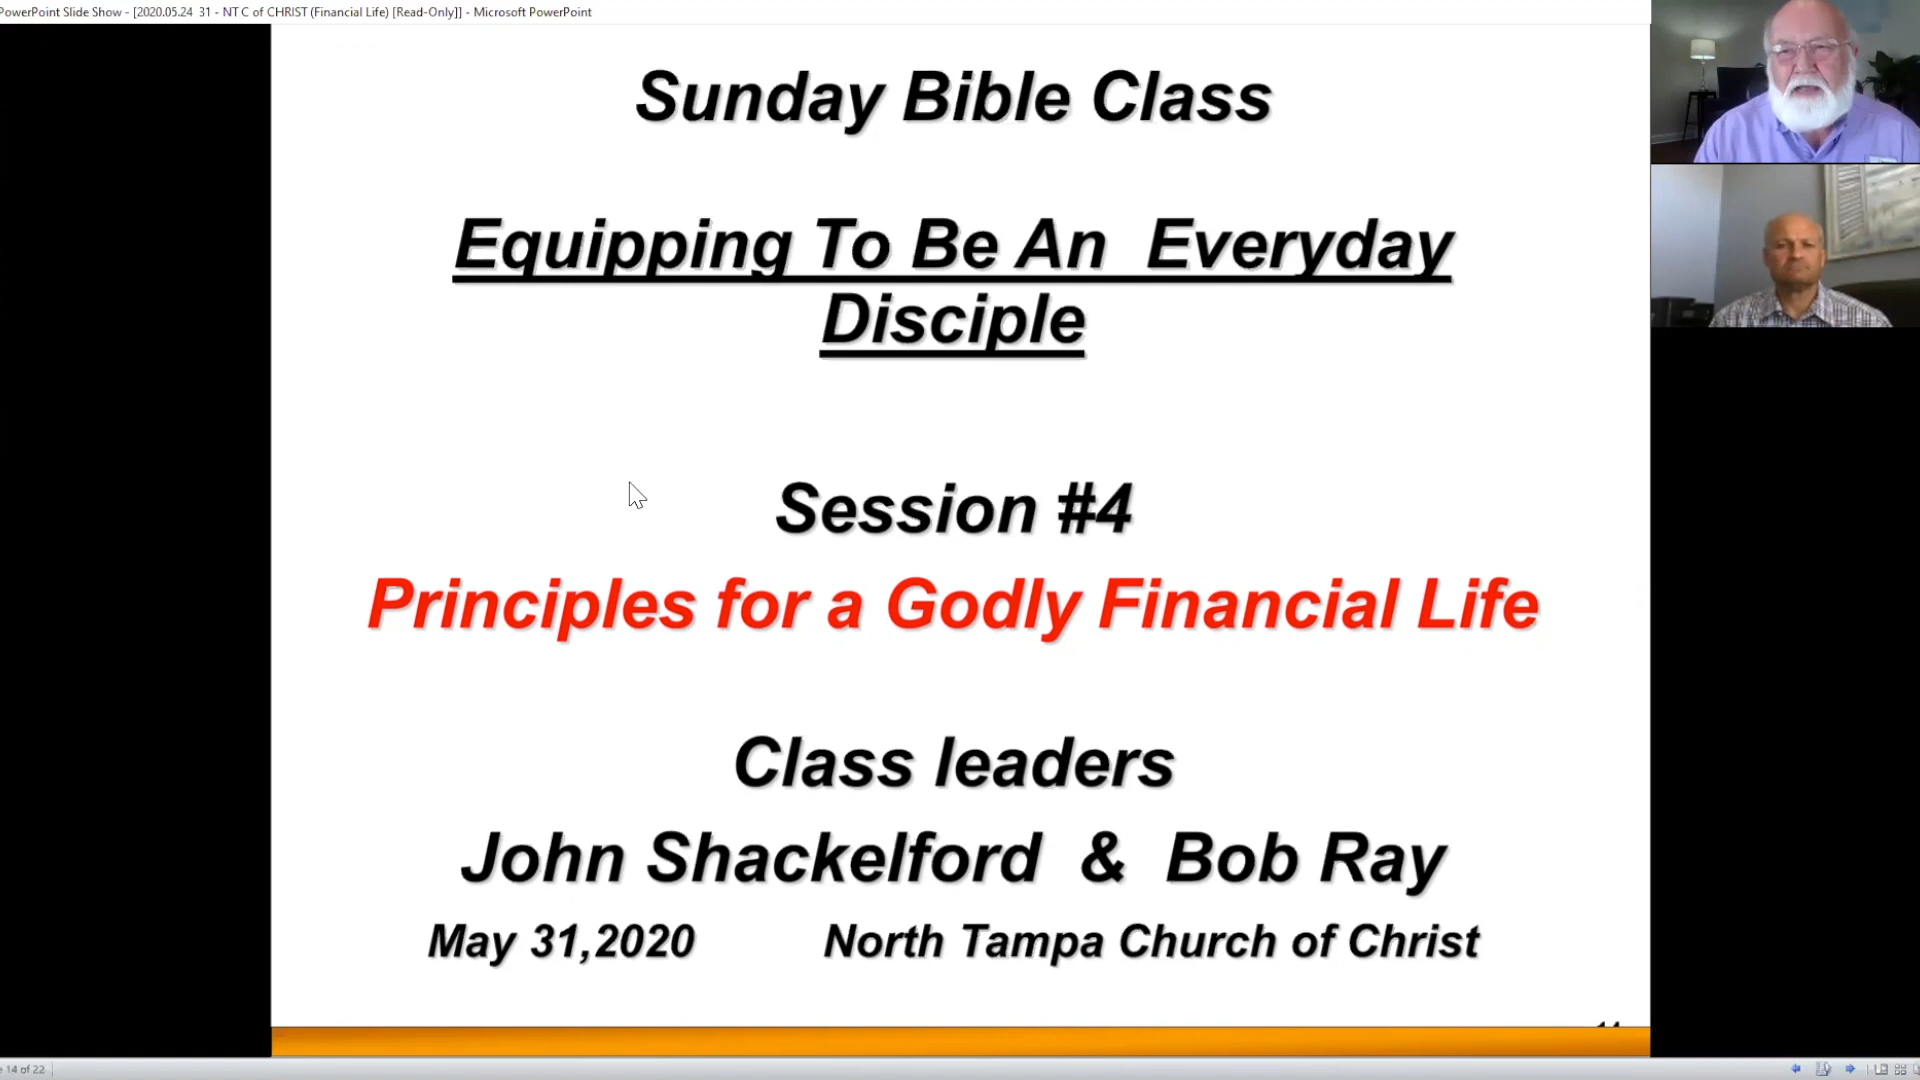 PowerPoint Slide Show - [2020.05.24 31 - NT C of CHRIST (Financial Life) [Read-Only]] - Microsoft PowerPoint
Sunday Bible Class
Equipping To Be An Everyday
Disciple
Session #4
Principles for a Godly Financial Life
Class leaders
John Shackelford & Bob Ray
May 31,2020 North Tampa Church of Christ
14 of 22